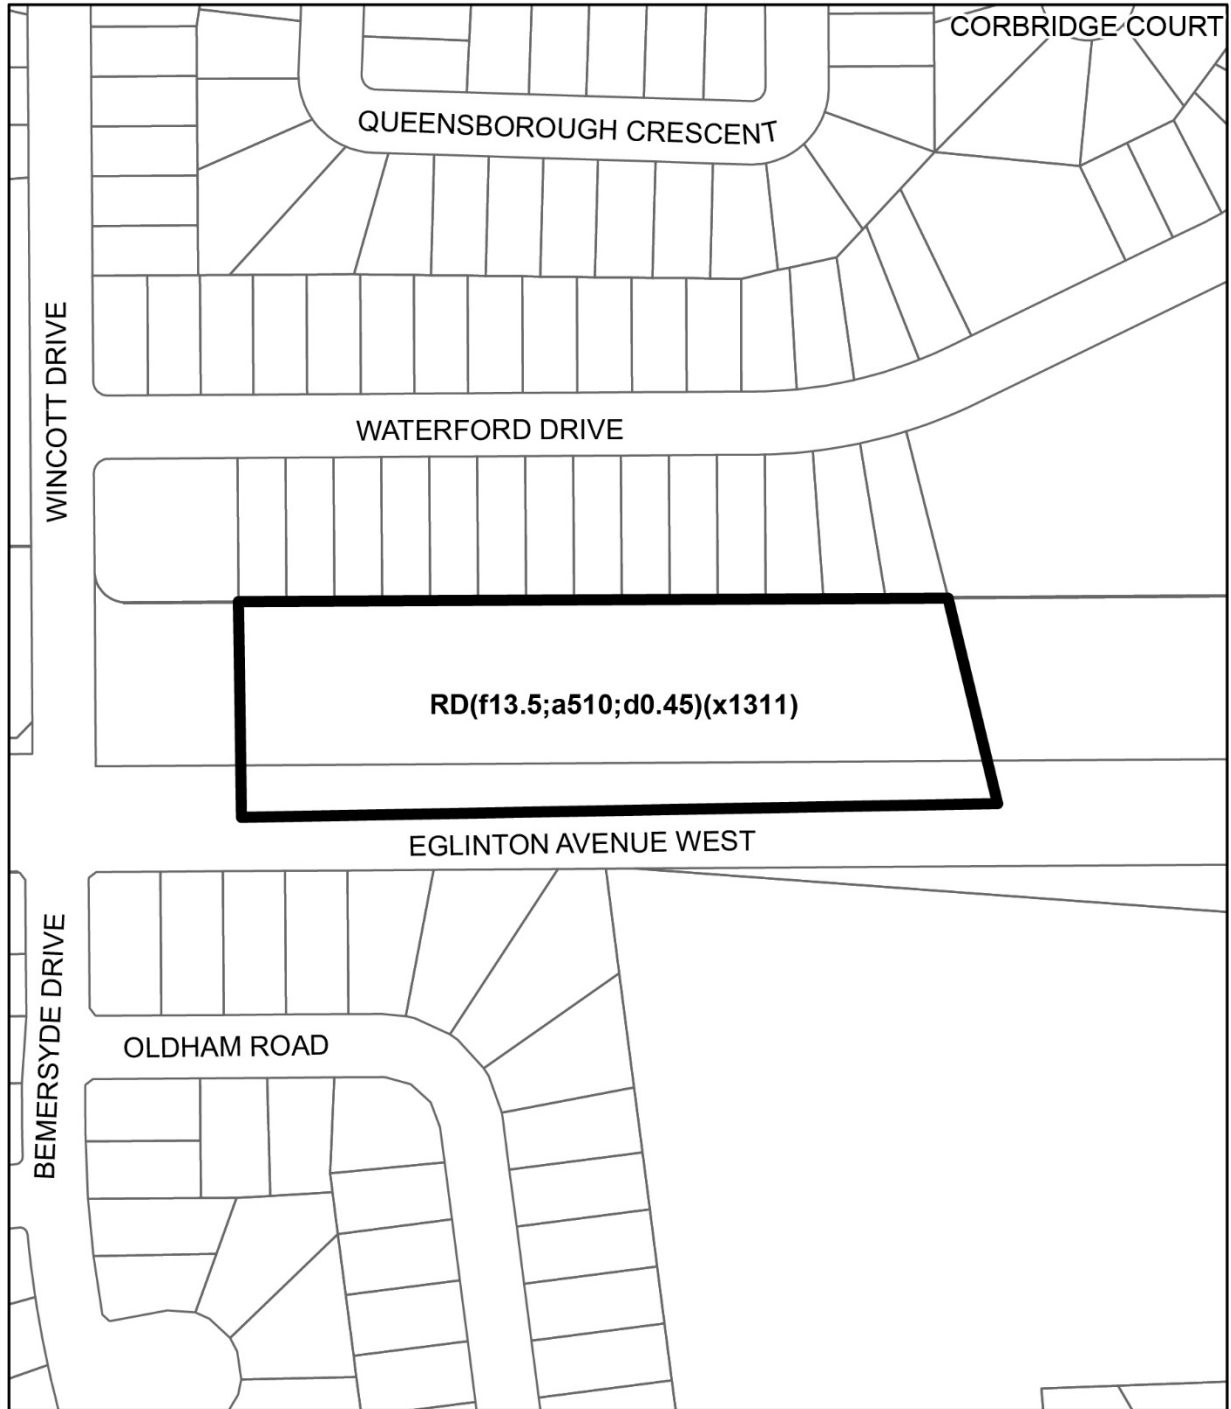 CORBRIDGE COURT
QUEENSBOROUGH CRESCENT
WINCOTT DRIVE
WATERFORD DRIVE
RD(f13.5;a510;d0.45)(x1311)
EGLINTON AVENUE WEST
BEMERSYDE DRIVE
OLDHAM ROAD